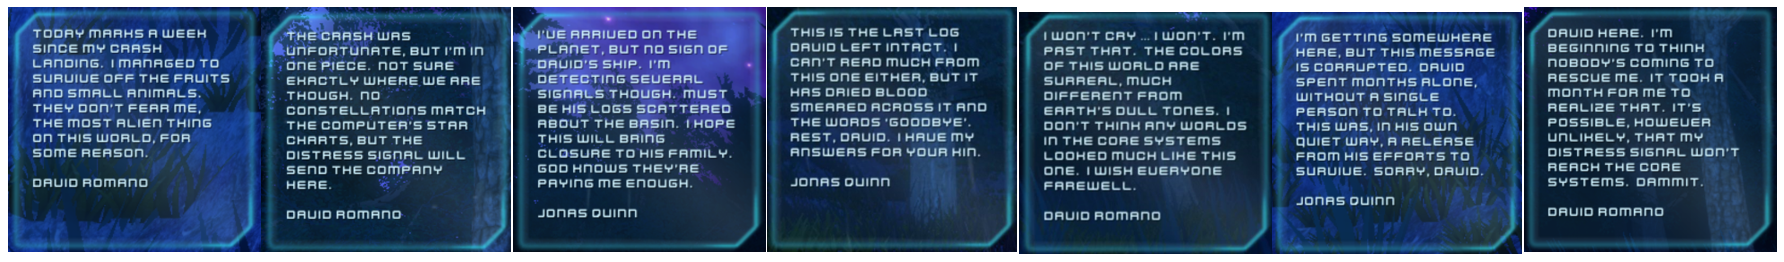 TODAY MARKS A WEEK
SINCE MY CRASH
LANDING. I MANAGED TO
SURVIVE OFF THE FRUITS
AND SMALL ANIMALS.
THEY DON'T FEAR ME,
THE MOST ALIEN THING
ON THIS WORLD, FOR
SOME REASON.
DAVID ROMANO
THE CRASH WAS
UNFORTUNATE, BUT I'M IN
ONE PIECE. NOT SURE
EXACTLY WHERE WE ARE
THOUGH. NO
CONSTELLATIONS MATCH
THE COMPUTER'S STAR
CHARTS, BUT THE
DISTRESS SIGNAL WILL
SEND THE COMPANY
HERE.
DAVID ROMANO
I'VE ARRIVED ON THE
PLANET, BUT NO SIGN OF
DAVID'S SHIP. I'M
DETECTING SEVERAL
SIGNALS THOUGH. MUST
BE HIS LOGS SCATTERED
ABOUT THE BASIN. I HOPE
THIS WILL BRING
CLOSURE TO HIS FAMILY.
GOD KNOWS THEY'RE
PAYING ME ENOUGH.
JONAS QUINN
THIS IS THE LAST LOG
DAVID LEFT INTACT. I
CAN'T READ MUCH FROM
THIS ONE EITHER, BUT IT
HAS DRIED BLOOD
SMEARED ACROSS IT AND
THE WORDS 'GOODBYE'.
REST, DAVID. I HAVE MY
ANSWERS FOR YOUR KIN.
JONAS QUINN
I WON'T CRY ... I WON'T. I'M
PAST THAT. THE COLORS
OF THIS WORLD ARE
SURREAL, MUCH
DIFFERENT FROM
EARTH'S DULL TONES. I
DON'T THINK ANY WORLDS
IN THE CORE SYSTEMS
LOOKED MUCH LIKE THIS
ONE. I WISH EVERYONE
FAREWELL.
DAVID ROMANO
I'M GETTING SOMEWHERE
HERE, BUT THIS MESSAGE
IS CORRUPTED. DAVID
SPENT MONTHS ALONE,
WITHOUT A SINGLE
PERSON TO TALK TO.
THIS WAS, IN HIS OWN
QUIET WAY, A RELEASE
FROM HIS EFFORTS TO
SURVIVE. SORRY, DAVID.
JONAS QUINN
DAVID HERE. I'M
BEGINNING TO THINK
NOBODY'S COMING TO
RESCUE ME. IT TOOK A
MONTH FOR ME TO
REALIZE THAT. IT'S
POSSIBLE, HOWEVER
UNLIKELY, THAT MY
DISTRESS SIGNAL WON'T
REACH THE CORE
SYSTEMS. DAMMIT.
DAVID ROMANO